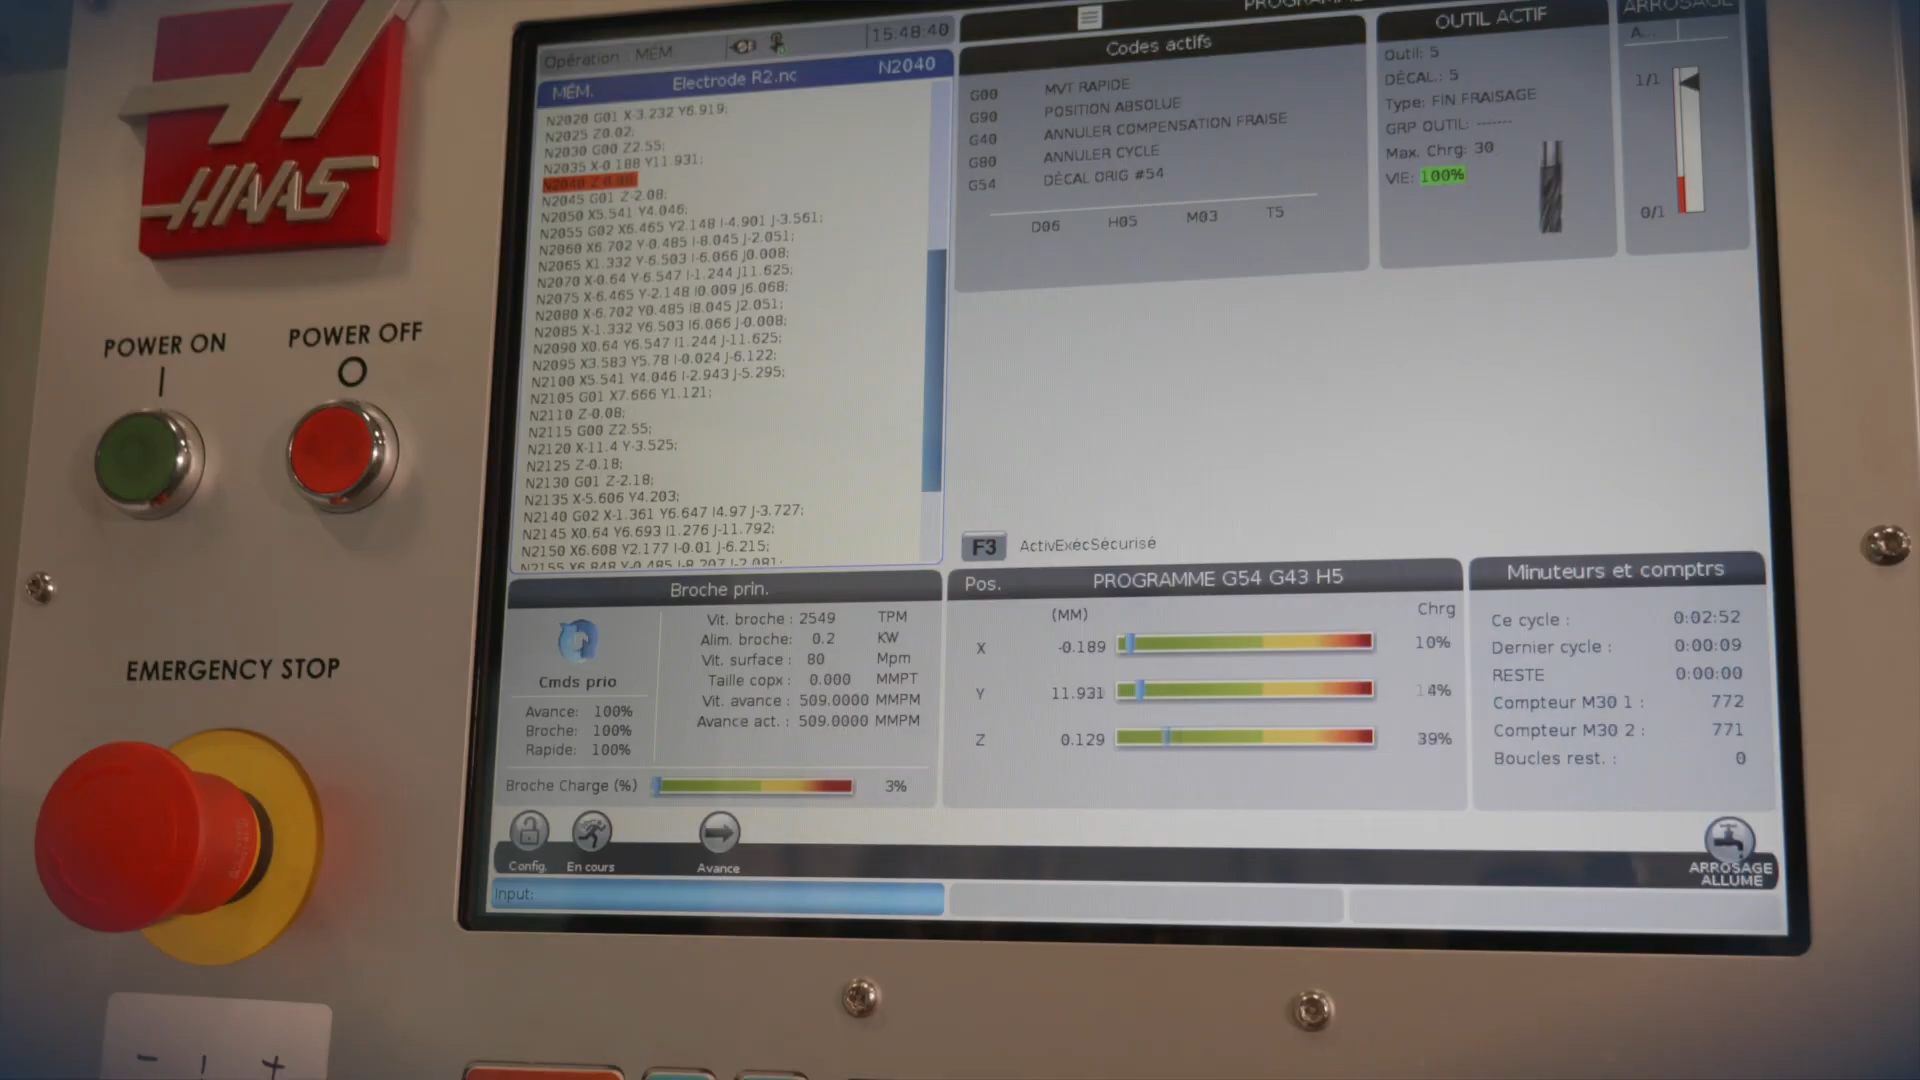 HAAS
POWER ON
POWER OFF
EMERGENCY STOP
Opération : MÉM
15:48:40
MÉM.
Electrode R2.nc
N2040
N2020 G01 X-3.232 Y6.919;
N2025 Z0.02;
N2030 G00 Z2.55;
N2035 X-0.188 Y11.931;
N2040
N2045 G01 Z-2.08;
N2050 X5.541 Y4.046;
N2055 G02 X6.465 Y2.148 I-4.901 J-3.561;
N2060 X6.702 Y-0.485 I-8.045 J-2.051;
N2065 X1.332 Y-6.503 I-6.066 J0.008;
N2070 X-0.64 Y-6.547 I-1.244 J11.625;
N2075 X-6.465 Y-2.148 I0.009 J6.068;
N2080 X-6.702 Y0.485 I8.045 J2.051;
N2085 X-1.332 Y6.503 I6.066 J-0.008;
N2090 X0.64 Y6.547 I1.244 J-11.625;
N2095 X3.583 Y5.78 I-0.024 J-6.122;
N2100 X5.541 Y4.046 I-2.943 J-5.295;
N2105 G01 X7.666 Y1.121;
N2110 Z-0.08;
N2115 G00 Z2.55;
N2120 X-11.4 Y-3.525;
N2125 Z-0.18;
N2130 G01 Z-2.18;
N2135 X-5.606 Y4.203;
N2140 G02 X-1.361 Y6.647 I4.97 J-3.727;
N2145 X0.64 Y6.693 I1.276 J-11.792;
N2150 X6.608 Y2.177 I-0.01 J-6.215;
N2155 X6.848 Y-0.485 I-8.207 J-2.081;
PROGRAMME
Codes actifs
G00 MVT RAPIDE
G90 POSITION ABSOLUE
G40 ANNULER COMPENSATION FRAISE
G80 ANNULER CYCLE
G54 DÉCAL ORIG #54
D06 H05 M03 T5
OUTIL ACTIF
Outil: 5
DÉCAL.: 5
Type: FIN FRAISAGE
GRP OUTIL: -------
Max. Chrg: 30
VIE: 100%
ARROSAGE
A...
1/1
0/1
F3 ActivExécSécurisé
Broche prin.
Cmds prio
Avance: 100%
Broche: 100%
Rapide: 100%
Vit. broche : 2549 TPM
Alim. broche: 0.2 KW
Vit. surface : 80 Mpm
Taille copx : 0.000 MMPT
Vit. avance : 509.0000 MMPM
Avance act. : 509.0000 MMPM
Broche Charge (%) 3%
Pos. PROGRAMME G54 G43 H5
(MM) Chrg
X -0.189 10%
Y 11.931 14%
Z 0.129 39%
Minuteurs et comptrs
Ce cycle : 0:02:52
Dernier cycle : 0:00:09
RESTE 0:00:00
Compteur M30 1 : 772
Compteur M30 2 : 771
Boucles rest. : 0
Config.
En cours
Avance
ARROSAGE
ALLUMÉ
Input:
- +